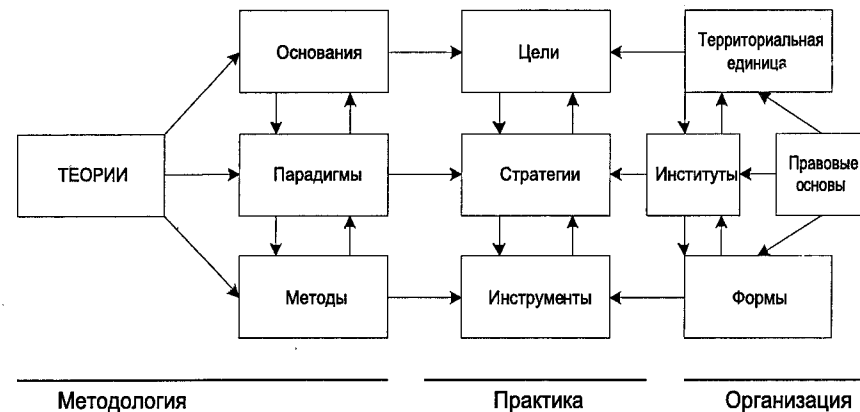 Основания
Цели
Территориальная
единица
ТЕОРИИ
Парадигмы
Стратегии
Институты
Правовые
основы
Методы
Инструменты
Формы
Методология
Практика
Организация